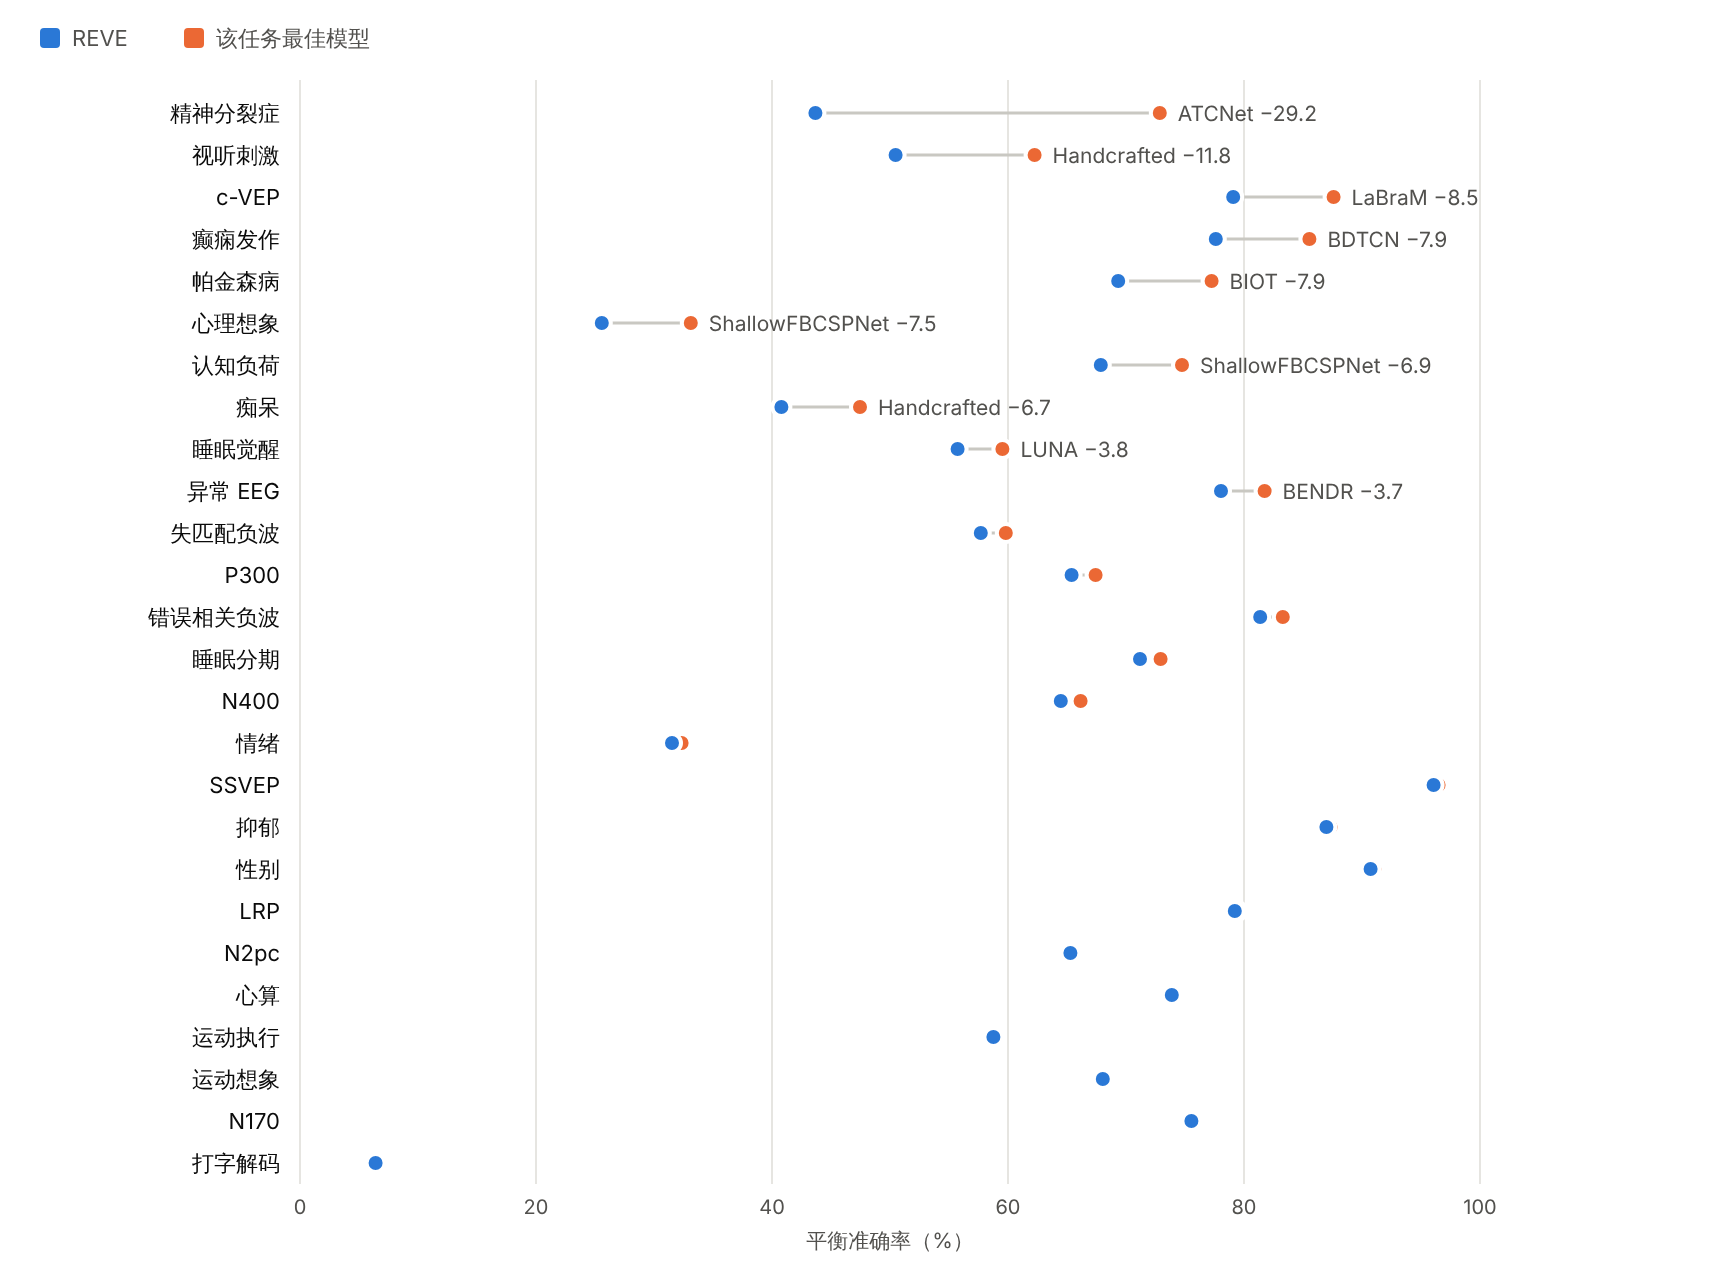 REVE 该任务最佳模型
精神分裂症 ATCNet −29.2
视听刺激 Handcrafted −11.8
c-VEP LaBraM −8.5
癫痫发作 BDTCN −7.9
帕金森病 BIOT −7.9
心理想象 ShallowFBCSPNet −7.5
认知负荷 ShallowFBCSPNet −6.9
痴呆 Handcrafted −6.7
睡眠觉醒 LUNA −3.8
异常 EEG BENDR −3.7
失匹配负波
P300
错误相关负波
睡眠分期
N400
情绪
SSVEP
抑郁
性别
LRP
N2pc
心算
运动执行
运动想象
N170
打字解码
0 20 40 60 80 100
平衡准确率（%）